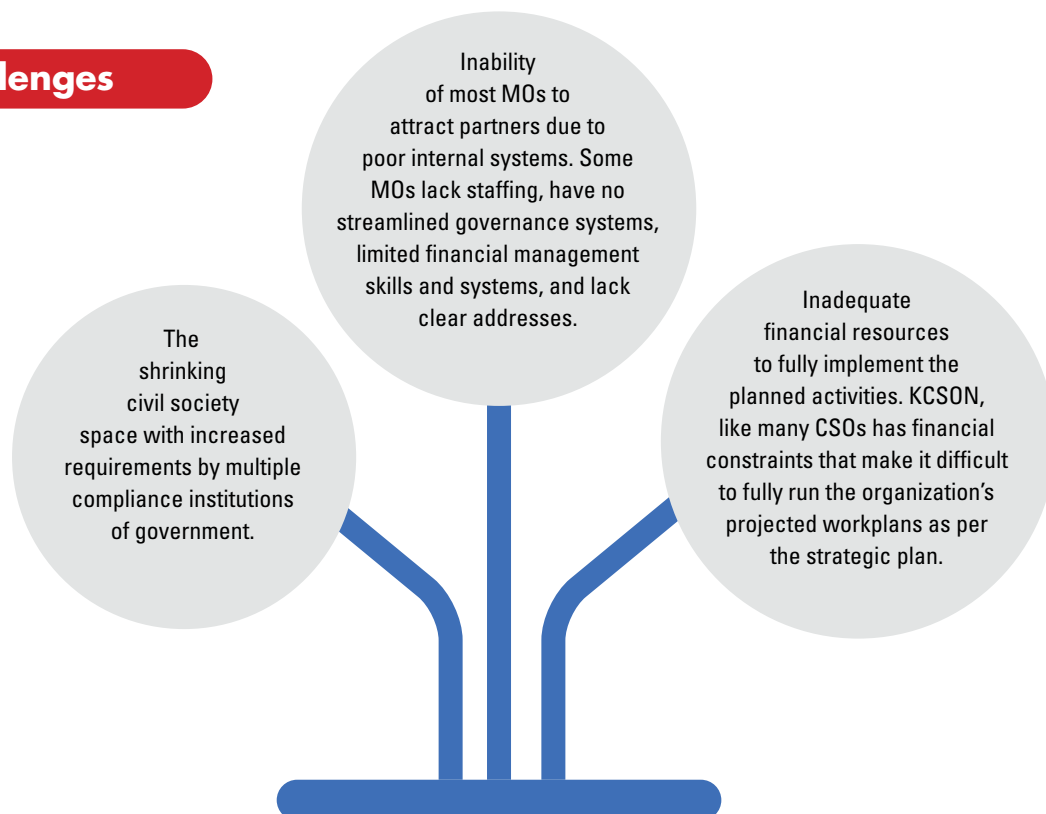 lenges
Inability
of most MOs to
attract partners due to
poor internal systems. Some
MOs lack staffing, have no
streamlined governance systems,
limited financial management
skills and systems, and lack
clear addresses.
The
shrinking
civil society
space with increased
requirements by multiple
compliance institutions
of government.
Inadequate
financial resources
to fully implement the
planned activities. KCSON,
like many CSOs has financial
constraints that make it difficult
to fully run the organization's
projected workplans as per
the strategic plan.